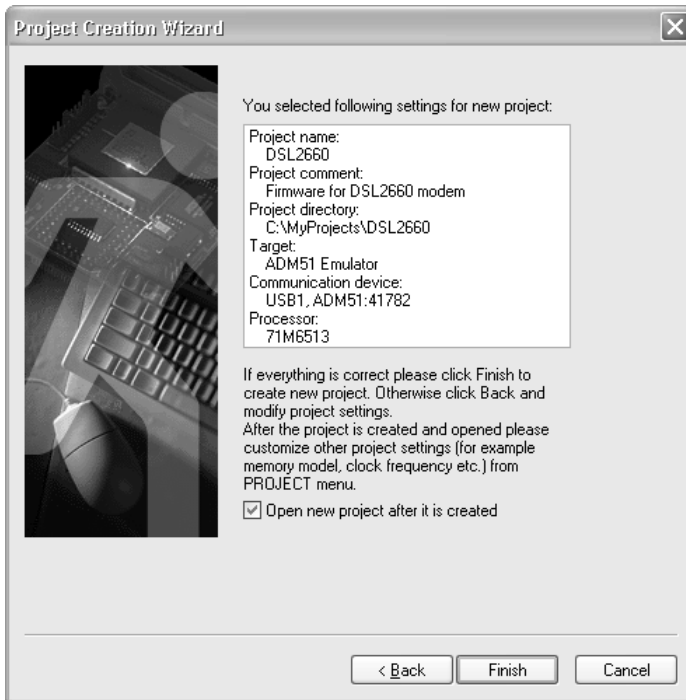 Project Creation Wizard
You selected following settings for new project:
Project name:
DSL2660
Project comment:
Firmware for DSL2660 modem
Project directory:
C:\MyProjects\DSL2660
Target:
ADM51 Emulator
Communication device:
USB1, ADM51:41782
Processor:
71M6513
If everything is correct please click Finish to
create new project. Otherwise click Back and
modify project settings.
After the project is created and opened please
customize other project settings (for example
memory model, clock frequency etc.) from
PROJECT menu.
Open new project after it is created
< Back
Finish
Cancel